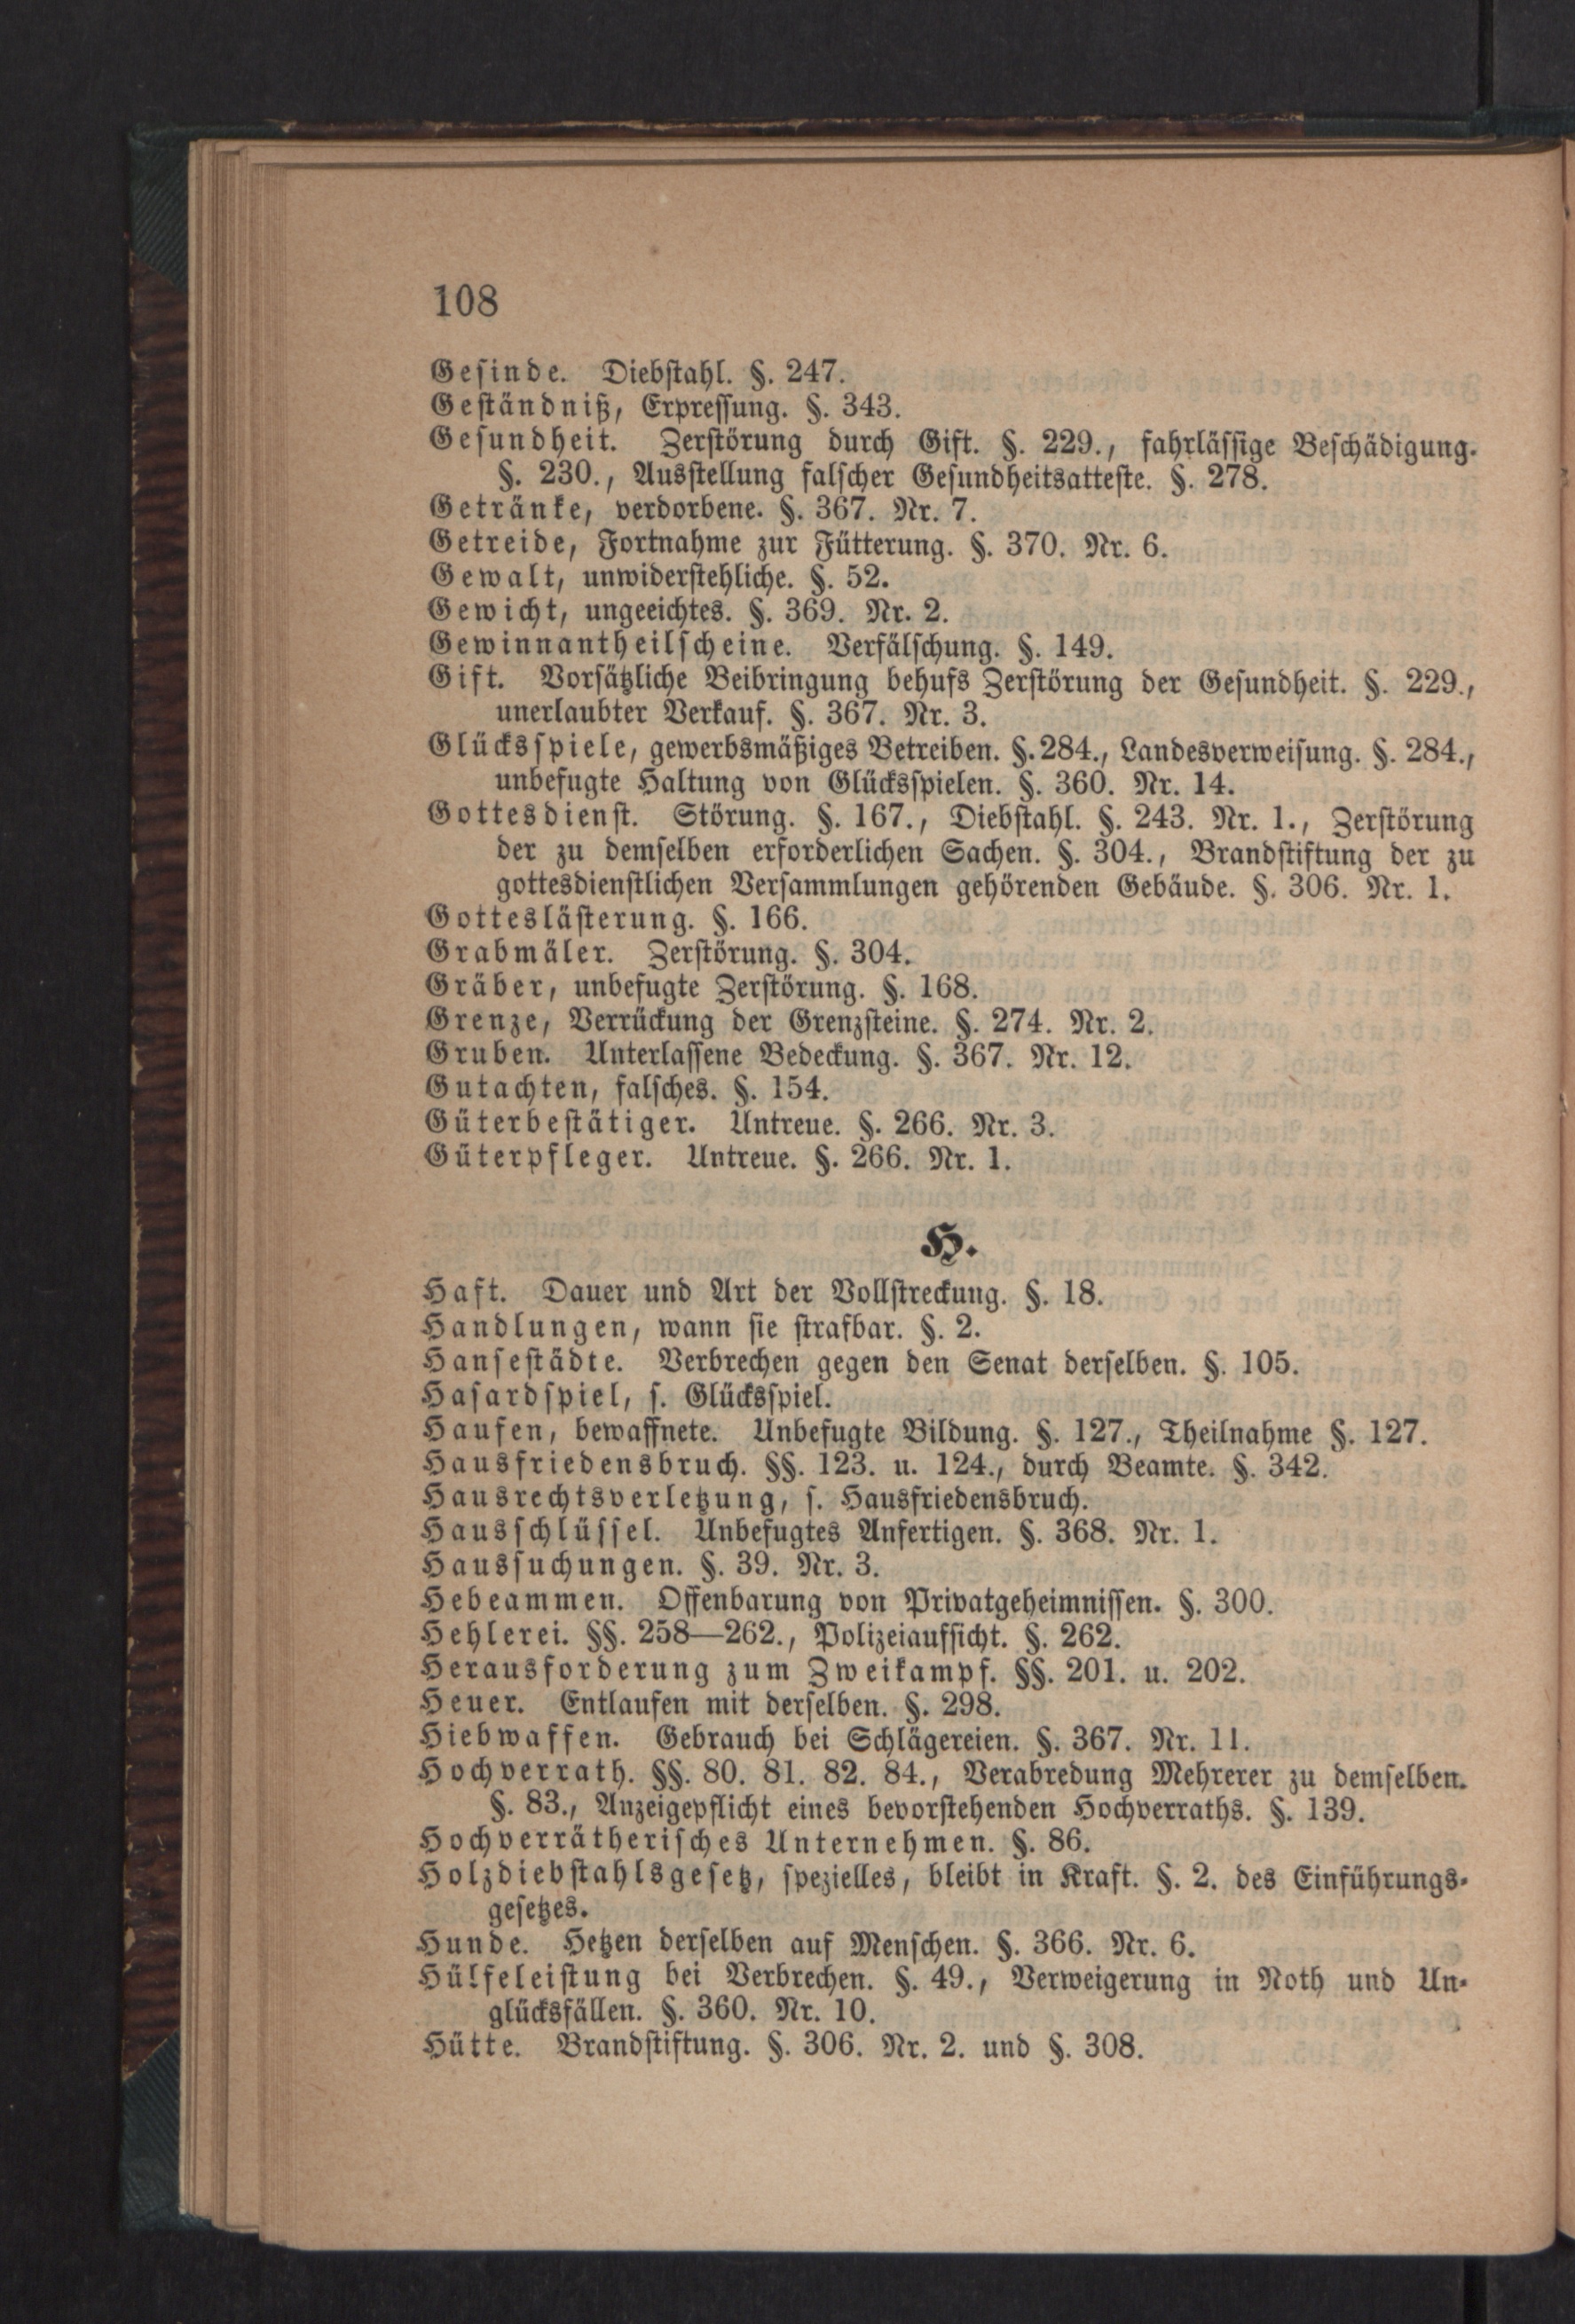 108
Gesinde. Diebstahl. §. 247.
Geständniß, Erpressung. §. 343.
Gesundheit. Zerstörung durch Gift. §. 229., fahrlässige Beschädigung.
§. 230., Ausstellung falscher Gesundheitsatteste. §. 278.
Getränke, verdorbene. §. 367. Nr. 7.
Getreide, Fortnahme zur Fütterung. §. 370. Nr. 6.
Gewalt, unwiderstehliche. §. 52.
Gewicht, ungeeichtes. §. 369. Nr. 2.
Gewinnantheilscheine. Verfälschung. §. 149.
Gift. Vorsätzliche Beibringung behufs Zerstörung der Gesundheit. §. 229.,
unerlaubter Verkauf. §. 367. Nr. 3.
Glücksspiele, gewerbsmäßiges Betreiben. §. 284., Landesverweisung. §. 284.,
unbefugte Haltung von Glücksspielen. §. 360. Nr. 14.
Gottesdienst. Störung. §. 167., Diebstahl. §. 243. Nr. 1., Zerstörung
der zu demselben erforderlichen Sachen. §. 304., Brandstiftung der zu
gottesdienstlichen Versammlungen gehörenden Gebäude. §. 306. Nr. 1.
Gotteslästerung. §. 166.
Grabmäler. Zerstörung. §. 304.
Gräber, unbefugte Zerstörung. §. 168.
Grenze, Verrückung der Grenzsteine. §. 274. Nr. 2.
Gruben. Unterlassene Bedeckung. §. 367. Nr. 12.
Gutachten, falsches. §. 154.
Güterbestätiger. Untreue. §. 266. Nr. 3.
Güterpfleger. Untreue. §. 266. Nr. 1.
H.
Haft. Dauer und Art der Vollstreckung. §. 18.
Handlungen, wann sie strafbar. §. 2.
Hansestädte. Verbrechen gegen den Senat derselben. §. 105.
Hasardspiel, s. Glücksspiel.
Haufen, bewaffnete. Unbefugte Bildung. §. 127., Theilnahme §. 127.
Hausfriedensbruch. §§. 123. u. 124., durch Beamte. §. 342.
Hausrechtsverletzung, s. Hausfriedensbruch.
Hausschlüssel. Unbefugtes Anfertigen. §. 368. Nr. 1.
Haussuchungen. §. 39. Nr. 3.
Hebeammen. Offenbarung von Privatgeheimnissen. §. 300.
Hehlerei. §§. 258—262., Polizeiaufsicht. §. 262.
Herausforderung zum Zweikampf. §§. 201. u. 202.
Heuer. Entlaufen mit derselben. §. 298.
Hiebwaffen. Gebrauch bei Schlägereien. §. 367. Nr. 11.
Hochverrath. §§. 80. 81. 82. 84., Verabredung Mehrerer zu demselben.
§. 83., Anzeigepflicht eines bevorstehenden Hochverraths. §. 139.
Hochverrätherisches Unternehmen. §. 86.
Holzdiebstahlsgesetz, spezielles, bleibt in Kraft. §. 2. des Einführungs-
gesetzes.
Hunde. Hetzen derselben auf Menschen. §. 366. Nr. 6.
Hülfeleistung bei Verbrechen. §. 49., Verweigerung in Noth und Un-
glücksfällen. §. 360. Nr. 10.
Hütte. Brandstiftung. §. 306. Nr. 2. und §. 308.